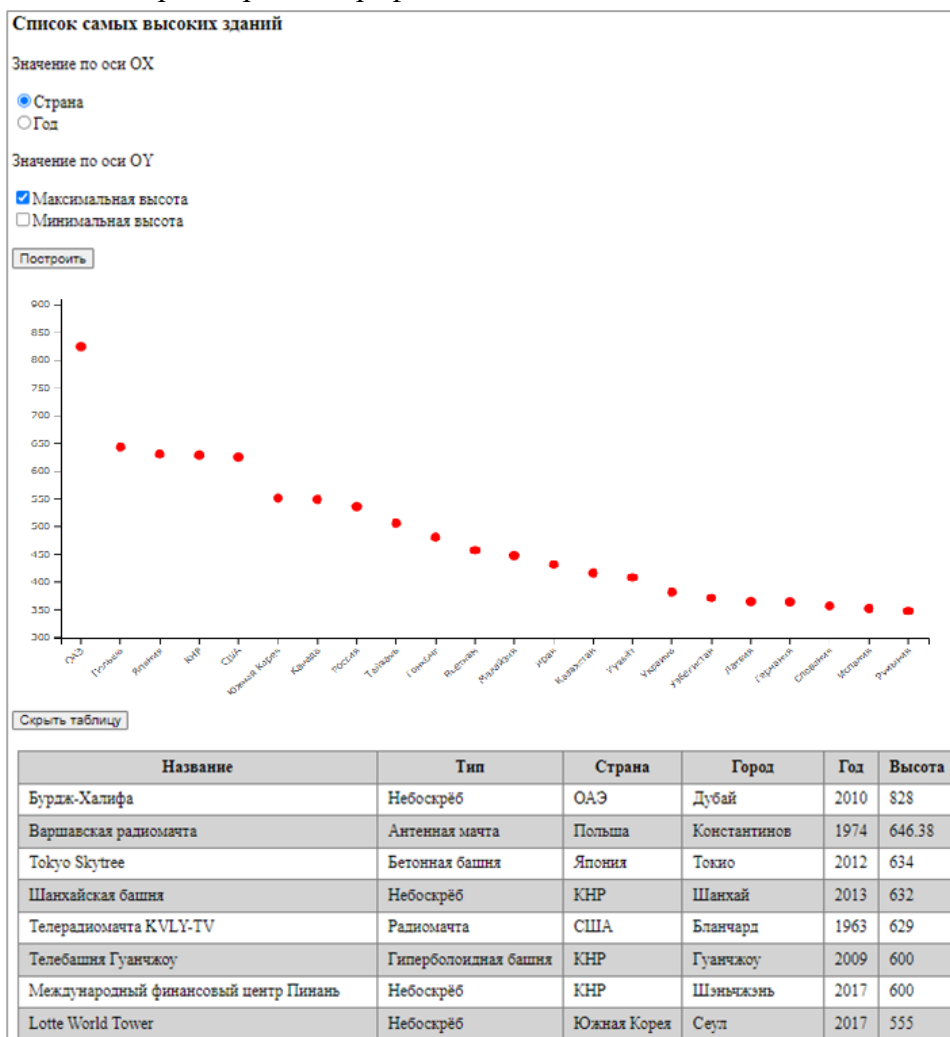 Список самых высоких зданий
Значение по оси OX
Страна
Год
Значение по оси OY
Максимальная высота
Минимальная высота
Построить
900
850
800
750
700
650
600
550
500
450
400
350
300
ОАЭ Польша Япония КНР США Южная Корея Канада Россия Тайвань Гонконг Вьетнам Малайзия Иран Казахстан Кувейт Украина Узбекистан Латвия Германия Словения Испания Румыния
Скрыть таблицу
Название Тип Страна Город Год Высота
Бурдж-Халифа Небоскрёб ОАЭ Дубай 2010 828
Варшавская радиомачта Антенная мачта Польша Константинов 1974 646.38
Tokyo Skytree Бетонная башня Япония Токио 2012 634
Шанхайская башня Небоскрёб КНР Шанхай 2013 632
Телерадиомачта KVLY-TV Радиомачта США Бланчард 1963 629
Телебашня Гуанчжоу Гиперболоидная башня КНР Гуанчжоу 2009 600
Международный финансовый центр Пинань Небоскрёб КНР Шэньчжэнь 2017 600
Lotte World Tower Небоскрёб Южная Корея Сеул 2017 555